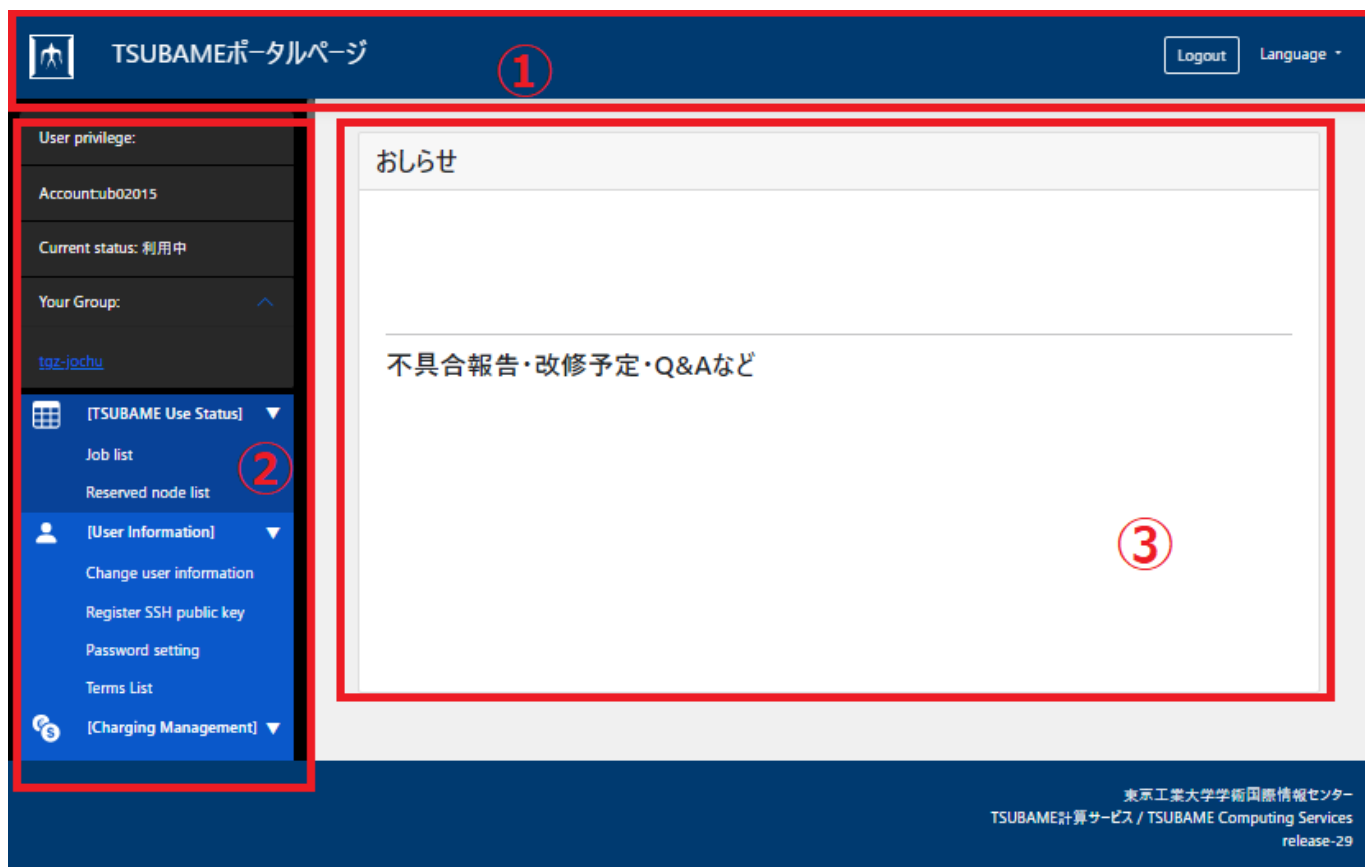 TSUBAMEポータルページ
①
Logout
Language
User privilege:
Account:ub02015
Current status: 利用中
Your Group:
tgz-jochu
[TSUBAME Use Status] ▼
Job list
②
Reserved node list
[User Information] ▼
Change user information
Register SSH public key
Password setting
Terms List
[Charging Management] ▼
おしらせ
不具合報告・改修予定・Q&Aなど
③
東京工業大学学術国際情報センター
TSUBAME計算サービス / TSUBAME Computing Services
release-29